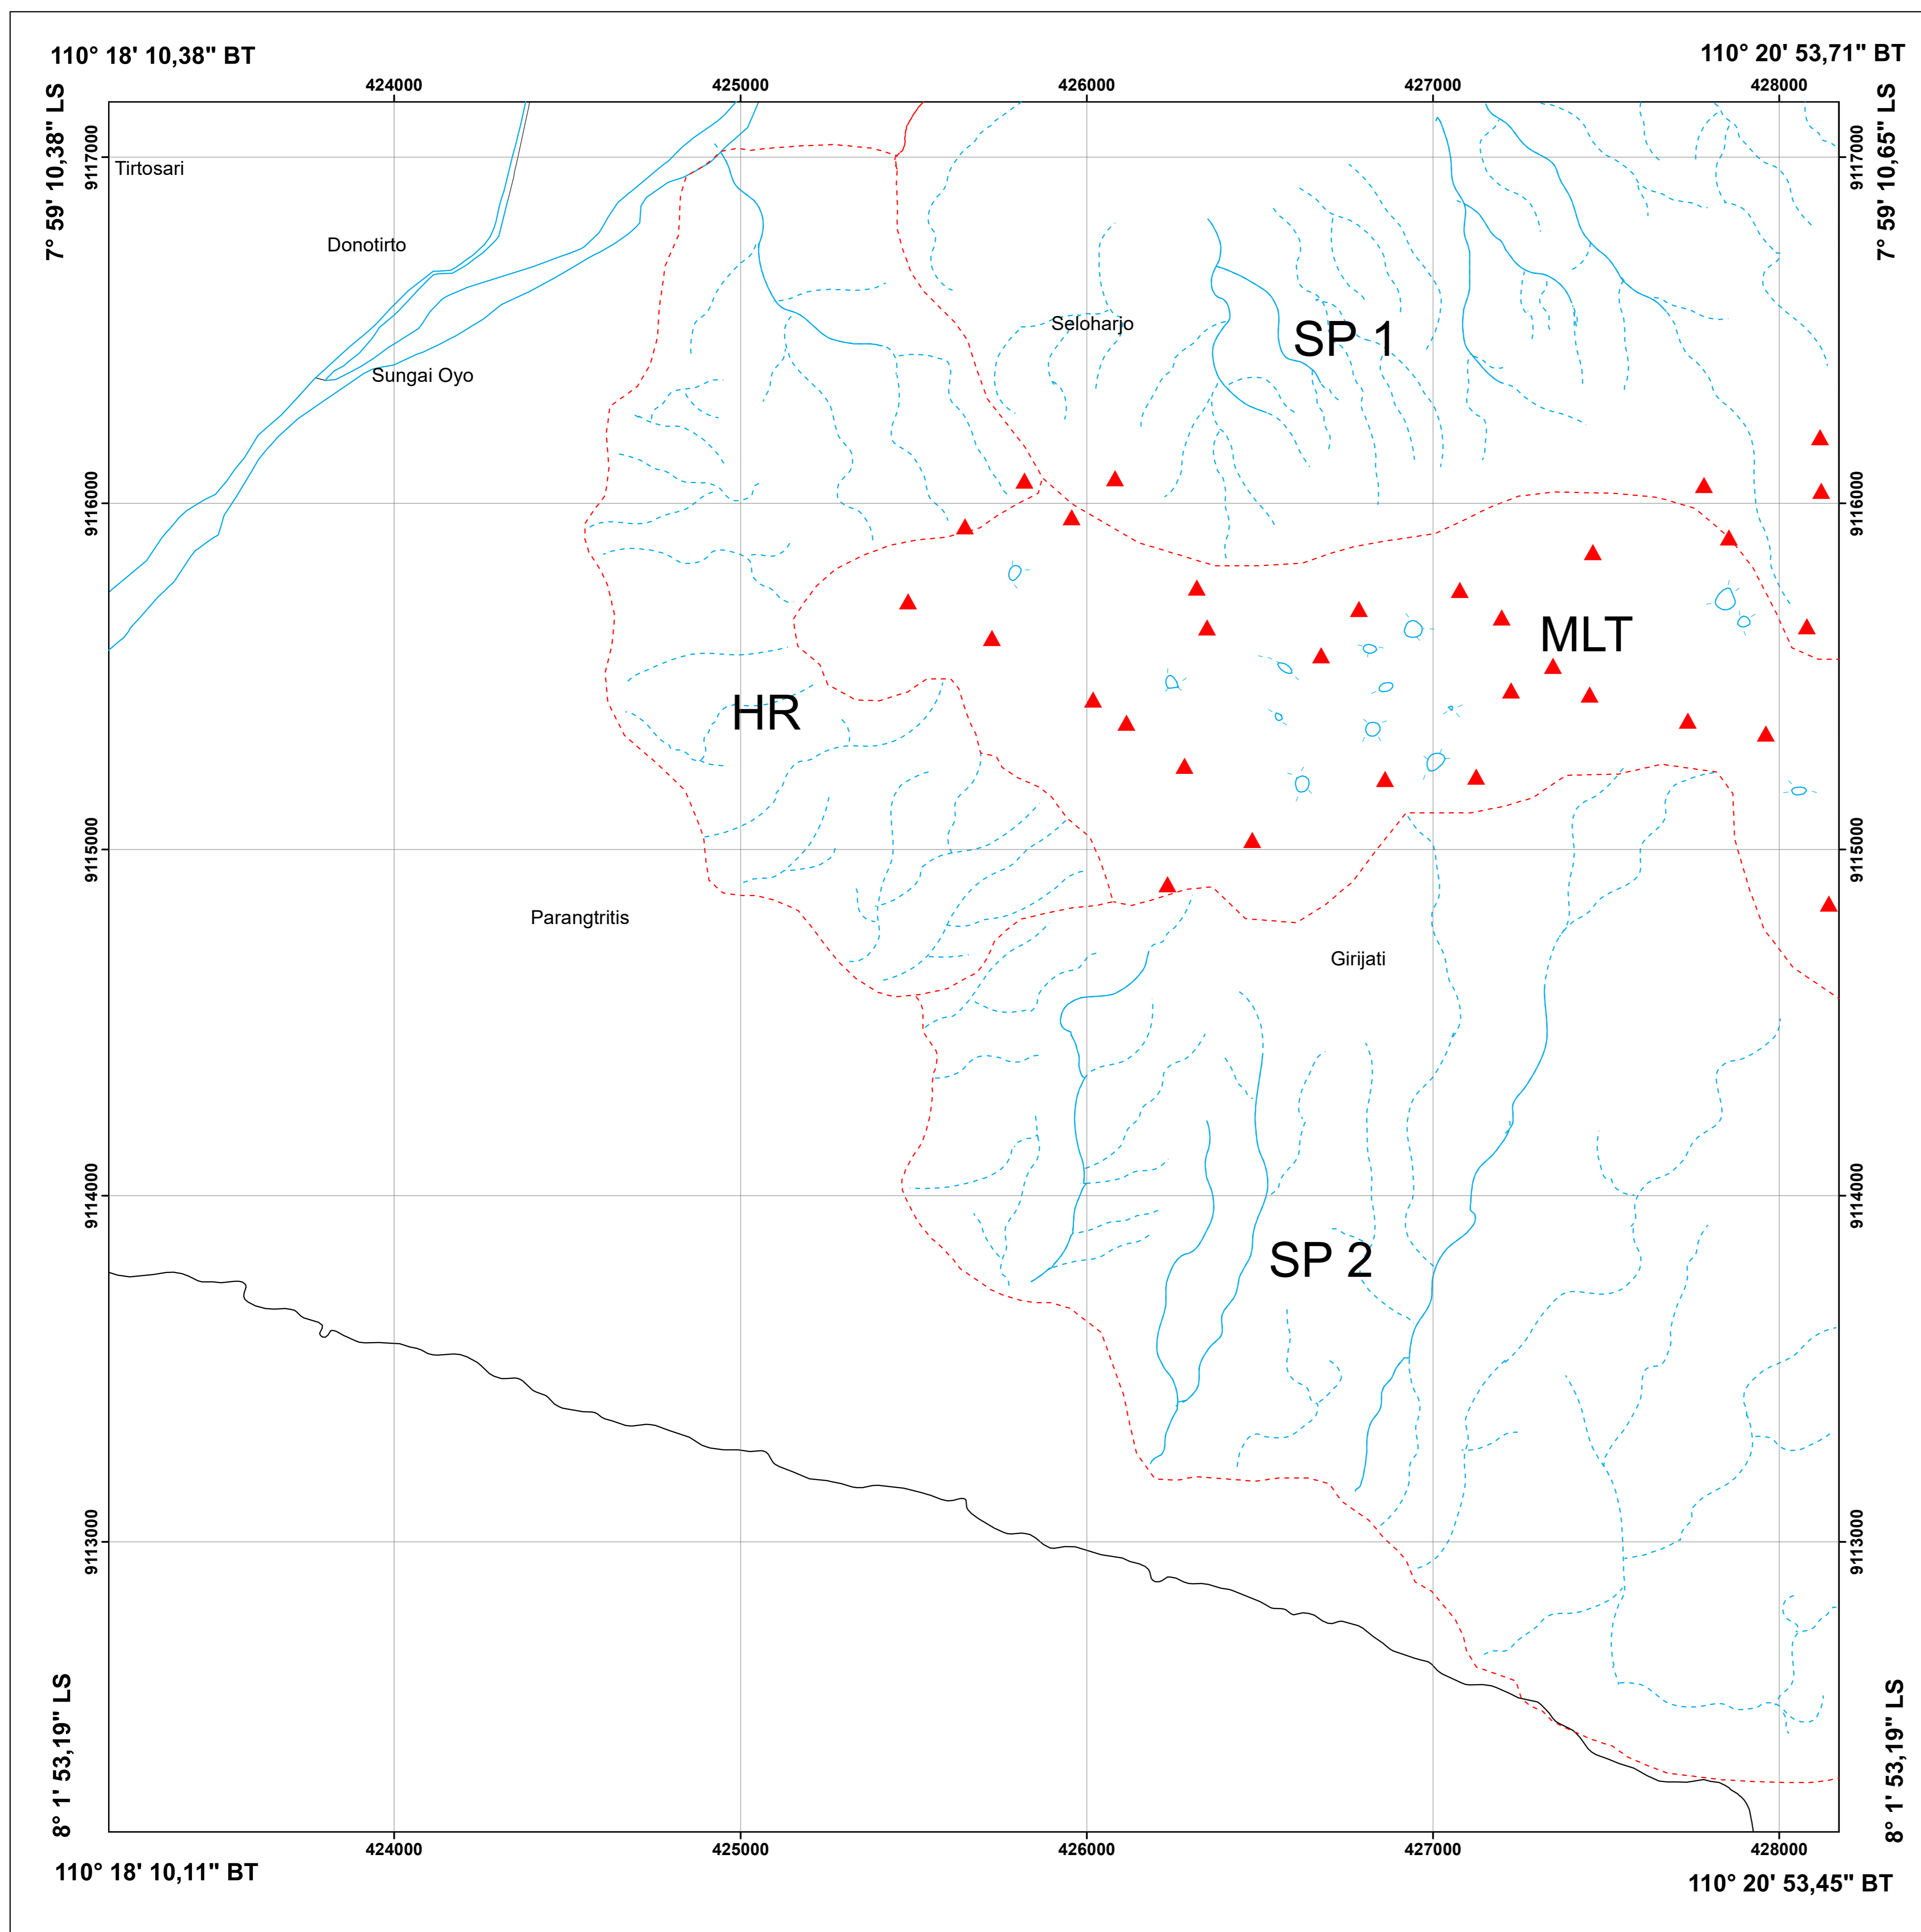 110° 18' 10,38" BT
110° 20' 53,71" BT
424000
425000
426000
427000
428000
7° 59' 10,38" LS
7° 59' 10,65" LS
9117000
9117000
Tirtosari
Donotirto
Seloharjo
SP 1
Sungai Oyo
9116000
9116000
MLT
HR
9115000
9115000
Parangtritis
Girijati
9114000
9114000
SP 2
9113000
9113000
8° 1' 53,19" LS
8° 1' 53,19" LS
424000
425000
426000
427000
428000
110° 18' 10,11" BT
110° 20' 53,45" BT